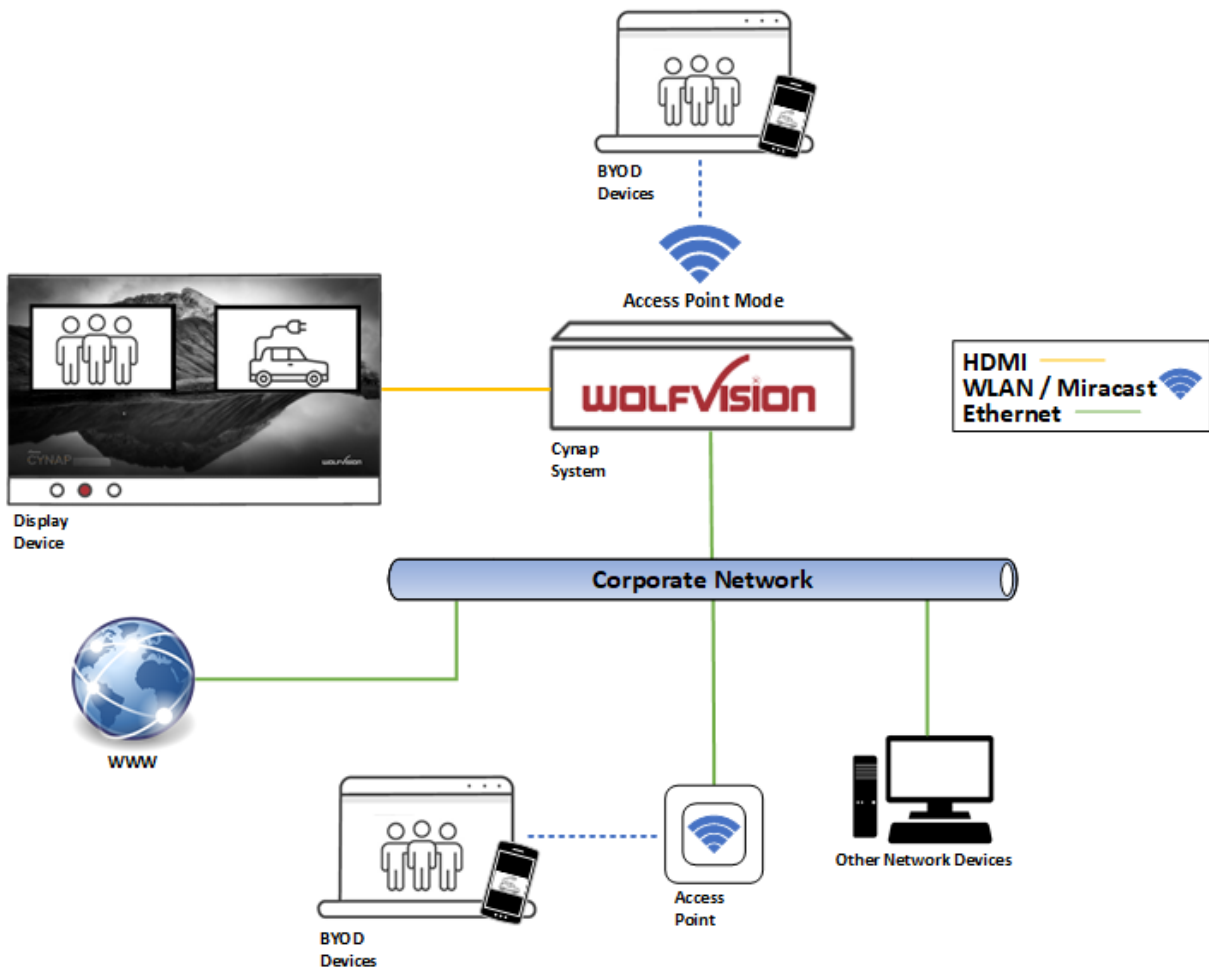 BYOD
Devices
Access Point Mode
WOLFVISION
HDMI
WLAN / Miracast
Ethernet
CYNAP
WOLFVISION
Cynap
System
Display
Device
Corporate Network
WWW
Other Network Devices
Access
Point
BYOD
Devices